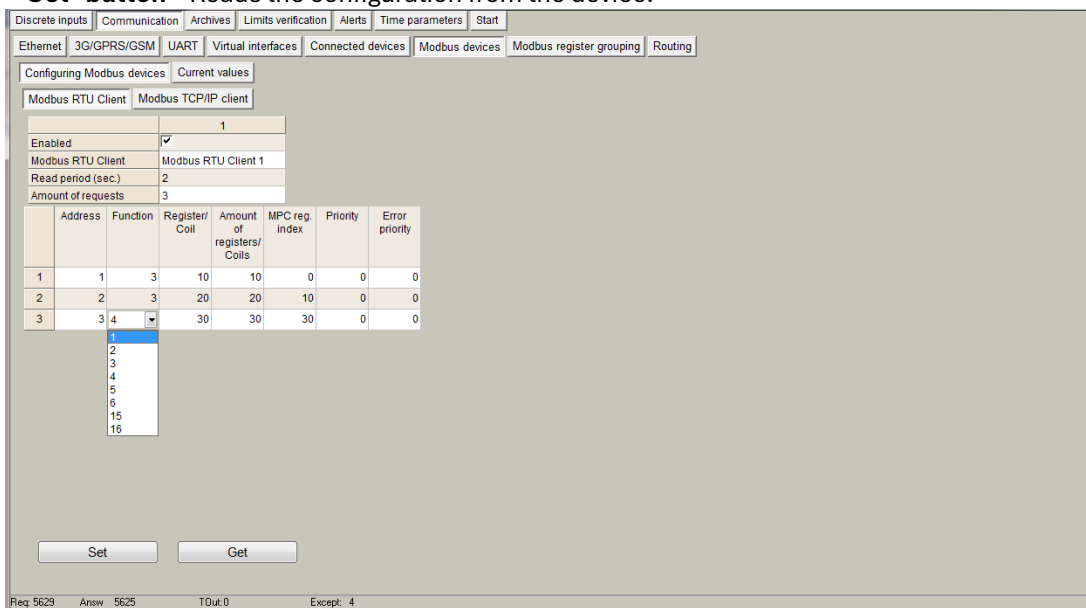 "Get" button – Reads the configuration from the device.
Discrete inputs Communication Archives Limits verification Alerts Time parameters Start
Ethernet 3G/GPRS/GSM UART Virtual interfaces Connected devices Modbus devices Modbus register grouping Routing
Configuring Modbus devices Current values
Modbus RTU Client Modbus TCP/IP client
1
Enabled
Modbus RTU Client Modbus RTU Client 1
Read period (sec.) 2
Amount of requests 3
Address Function Register/ Amount MPC reg. Priority Error
Coil of index priority
registers/
Coils
1 1 3 10 10 0 0 0
2 2 3 20 20 10 0 0
3 3 4 30 30 30 0 0
1
2
3
4
5
6
15
16
Set Get
Req: 5629 Answ 5625 TOut: 0 Except: 4